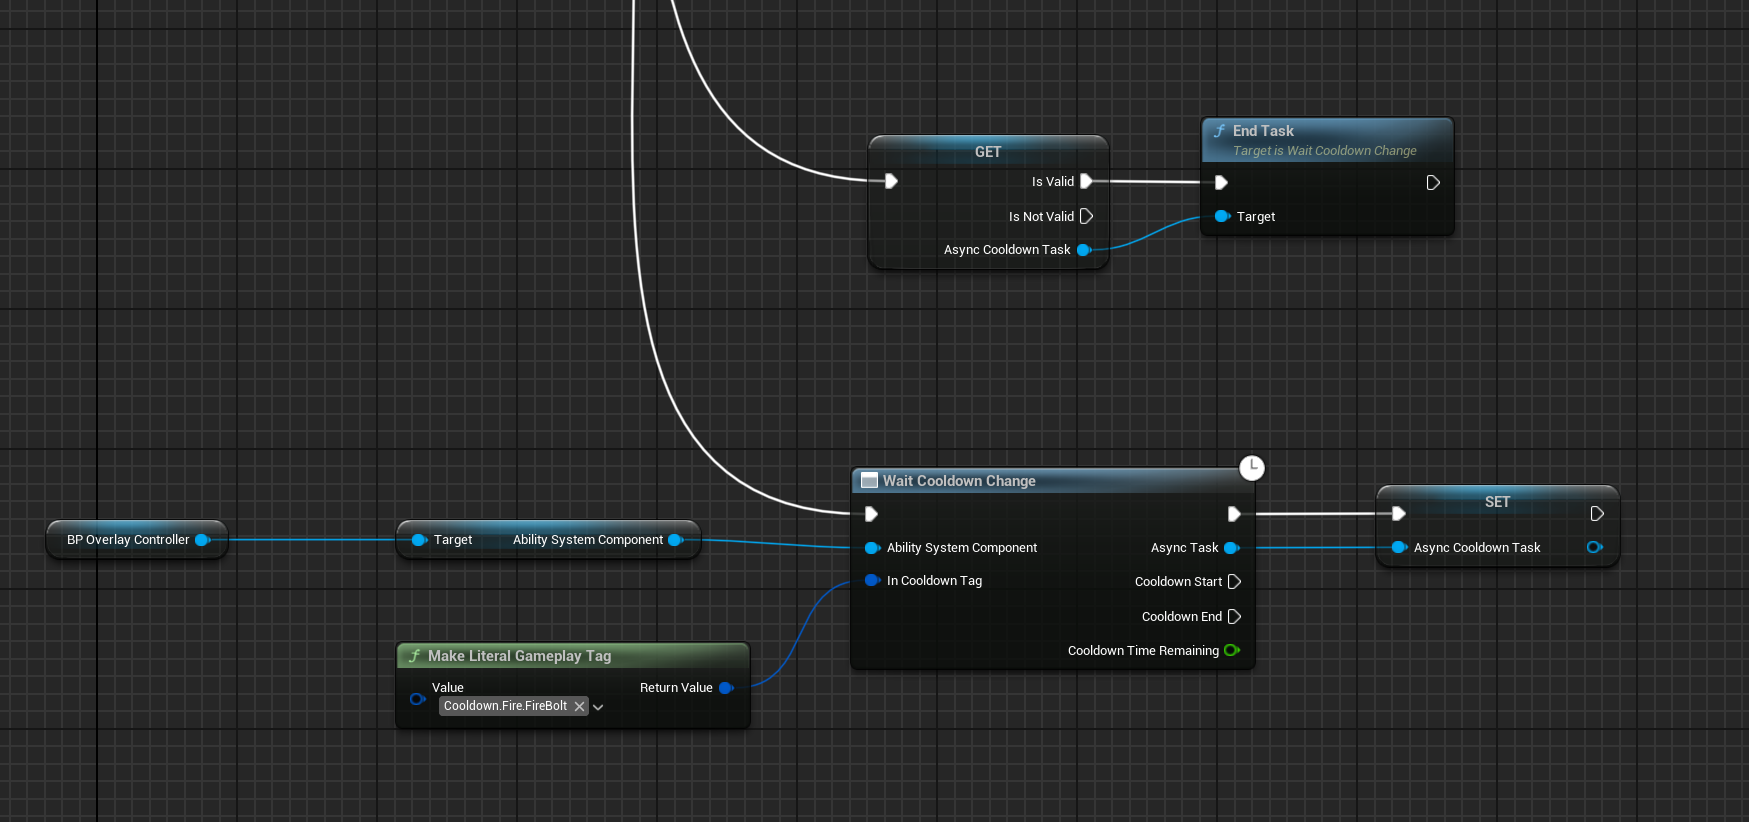 GET
Is Valid
Is Not Valid
Async Cooldown Task
End Task
Target is Wait Cooldown Change
Target
BP Overlay Controller
Target
Ability System Component
Make Literal Gameplay Tag
Value
Cooldown.Fire.FireBolt
Return Value
Wait Cooldown Change
Ability System Component
Async Task
In Cooldown Tag
Cooldown Start
Cooldown End
Cooldown Time Remaining
SET
Async Cooldown Task